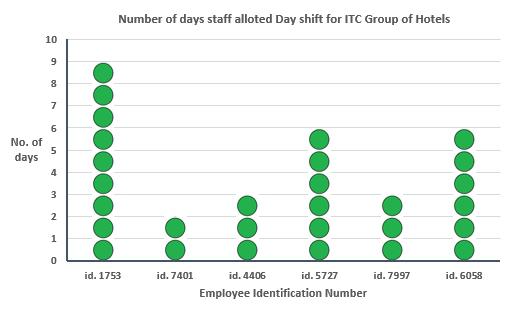 Number of days staff alloted Day shift for ITC Group of Hotels
10
9
8
7
6
5
4
3
2
1
0
No. of
days
id. 1753 id. 7401 id. 4406 id. 5727 id. 7997 id. 6058
Employee Identification Number